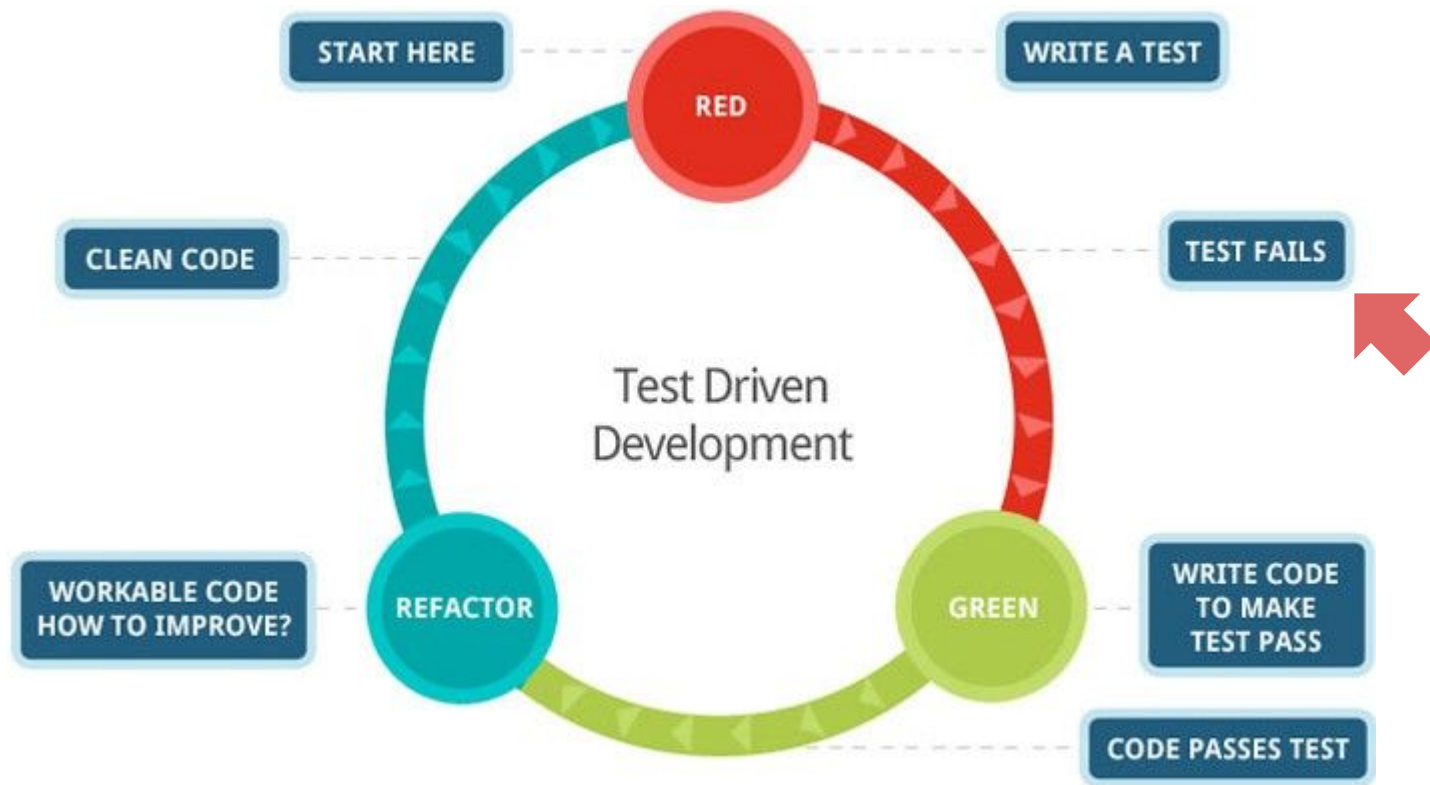 START HERE
WRITE A TEST
RED
CLEAN CODE
TEST FAILS
Test Driven
Development
WORKABLE CODE
HOW TO IMPROVE?
REFACTOR
GREEN
WRITE CODE
TO MAKE
TEST PASS
CODE PASSES TEST